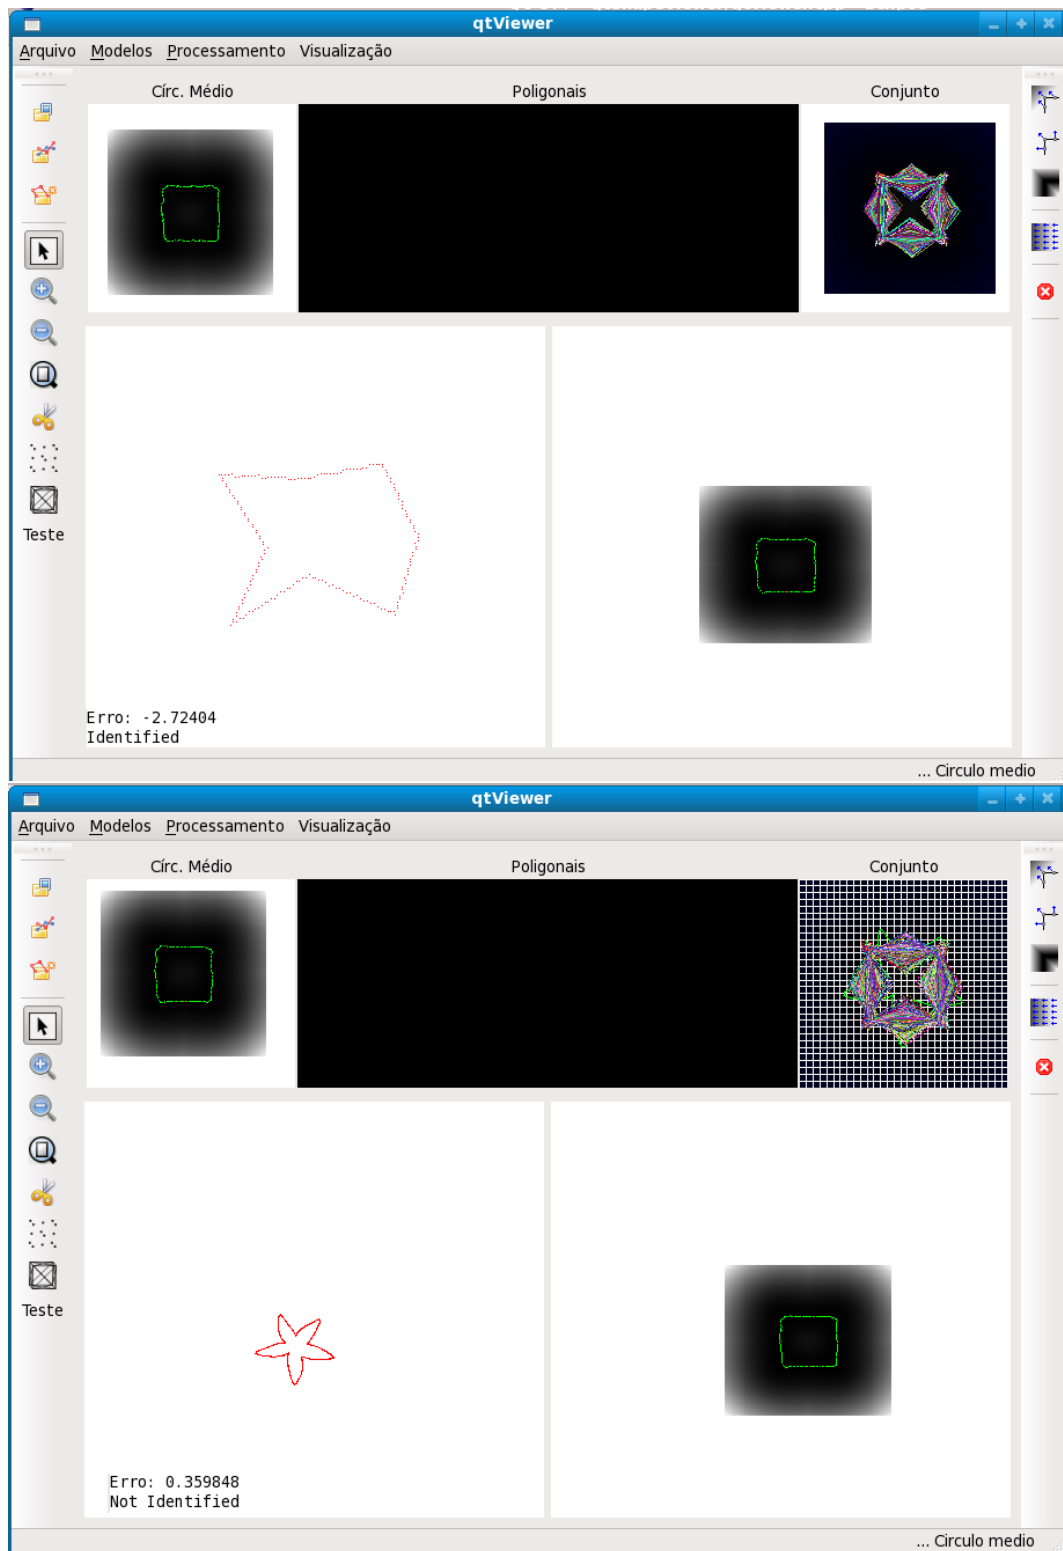 qtViewer
Arquivo Modelos Processamento Visualização
Círc. Médio Poligonais Conjunto
Teste
Erro: -2.72404
Identified
... Circulo medio
qtViewer
Arquivo Modelos Processamento Visualização
Círc. Médio Poligonais Conjunto
Teste
Erro: 0.359848
Not Identified
... Circulo medio